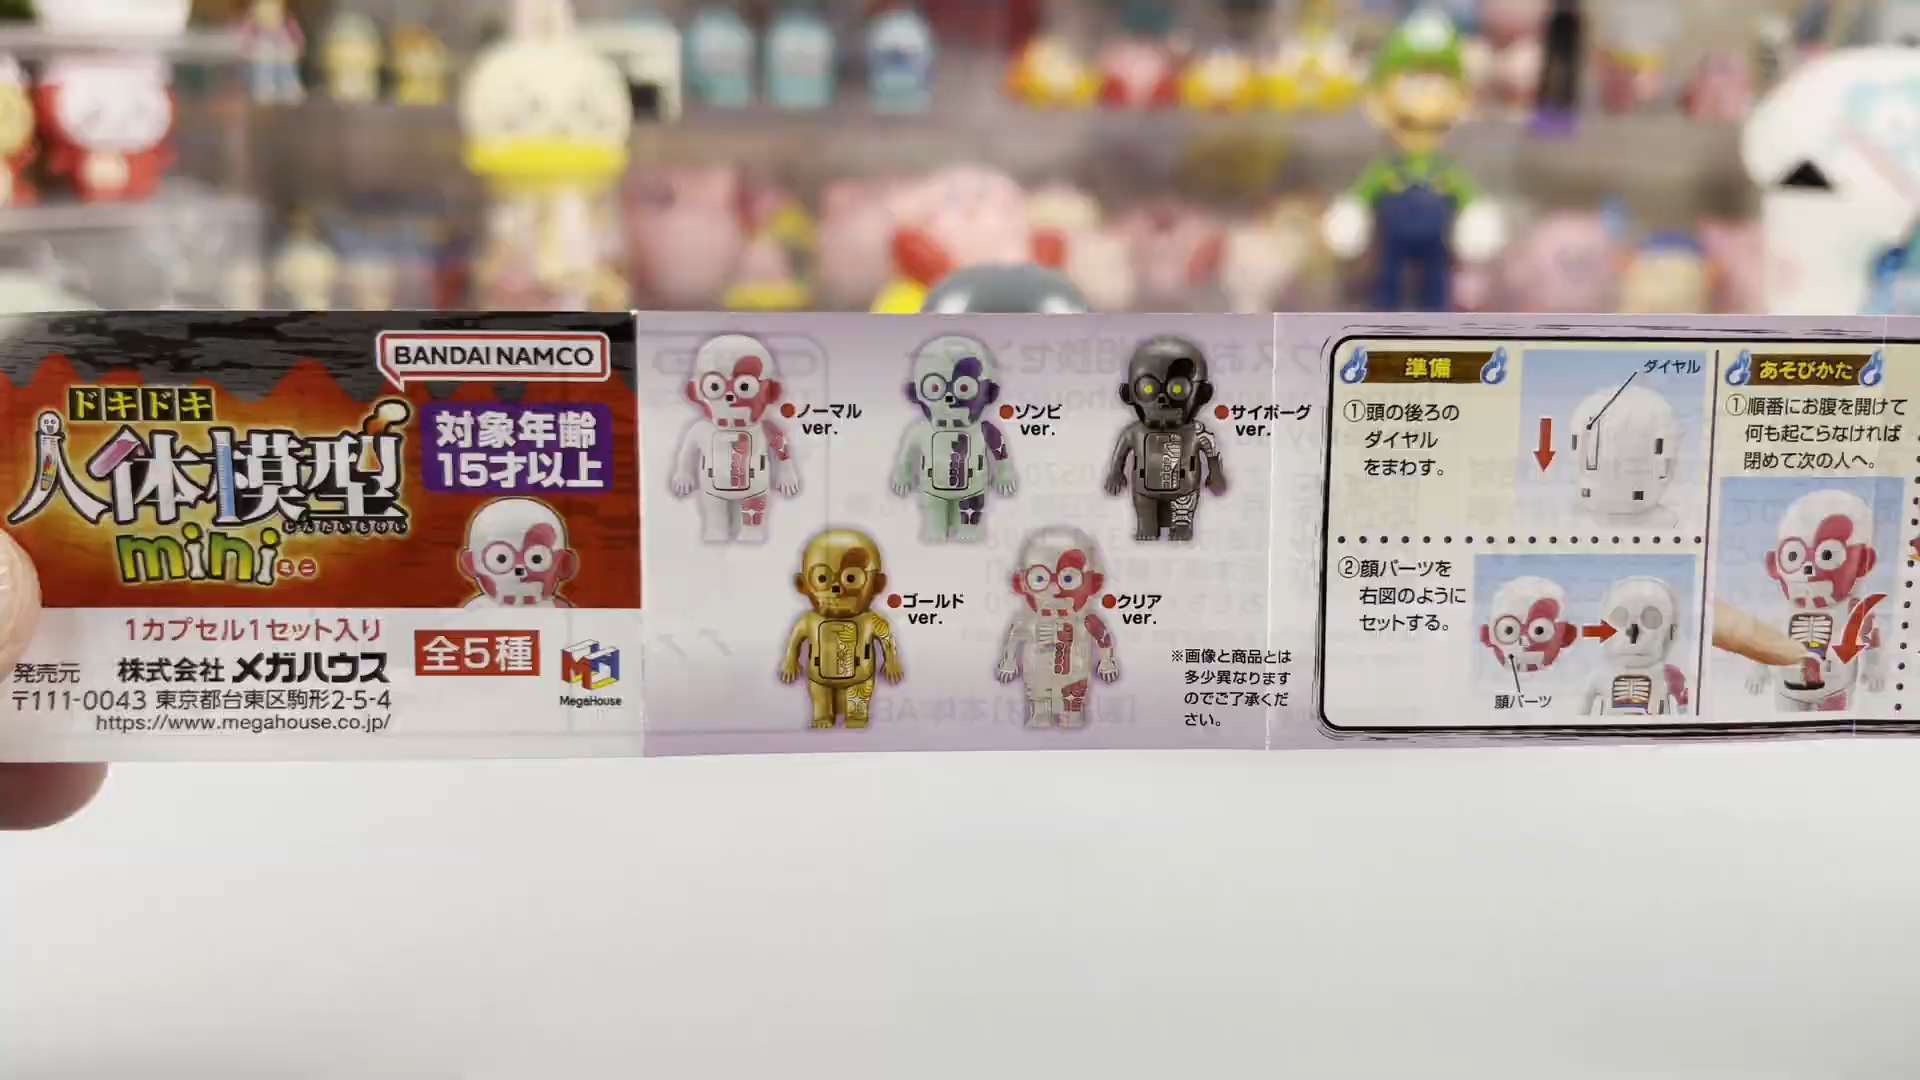 BANDAI NAMCO
ドキドキ
人体模型
じんたいもけい
mini
ミニ
対象年齢
15才以上
1カプセル1セット入り
全5種
発売元 株式会社 メガハウス
〒111-0043 東京都台東区駒形2-5-4
https://www.megahouse.co.jp/
MegaHouse
●ノーマル
ver.
●ゾンビ
ver.
●サイボーグ
ver.
●ゴールド
ver.
●クリア
ver.
※画像と商品とは
多少異なります
のでご了承くだ
さい。
準備
ダイヤル
①頭の後ろの
ダイヤル
をまわす。
②顔パーツを
右図のように
セットする。
顔パーツ
あそびかた
①順番にお腹を開けて
何も起こらなければ
閉めて次の人へ。